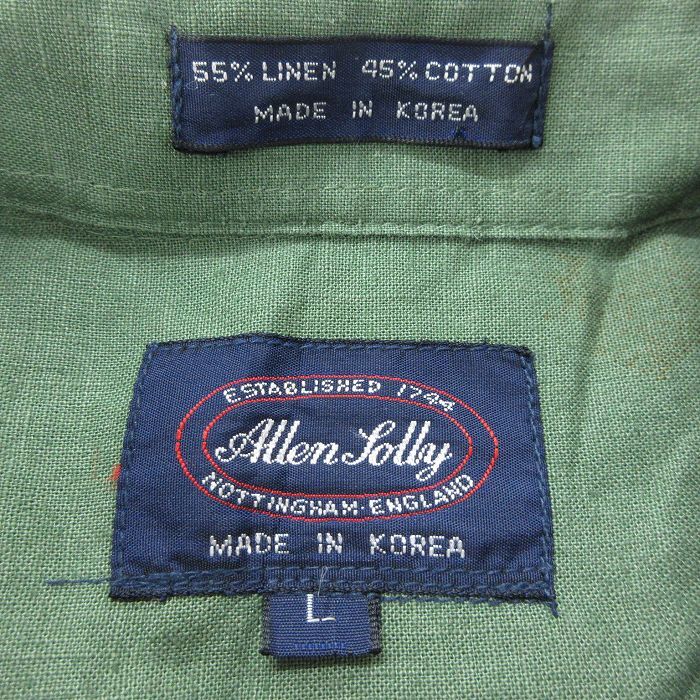 55% LINEN 45% COTTON
MADE IN KOREA
ESTABLISHED 1744
Allen Solly
NOTTINGHAM·ENGLAND
MADE IN KOREA
L